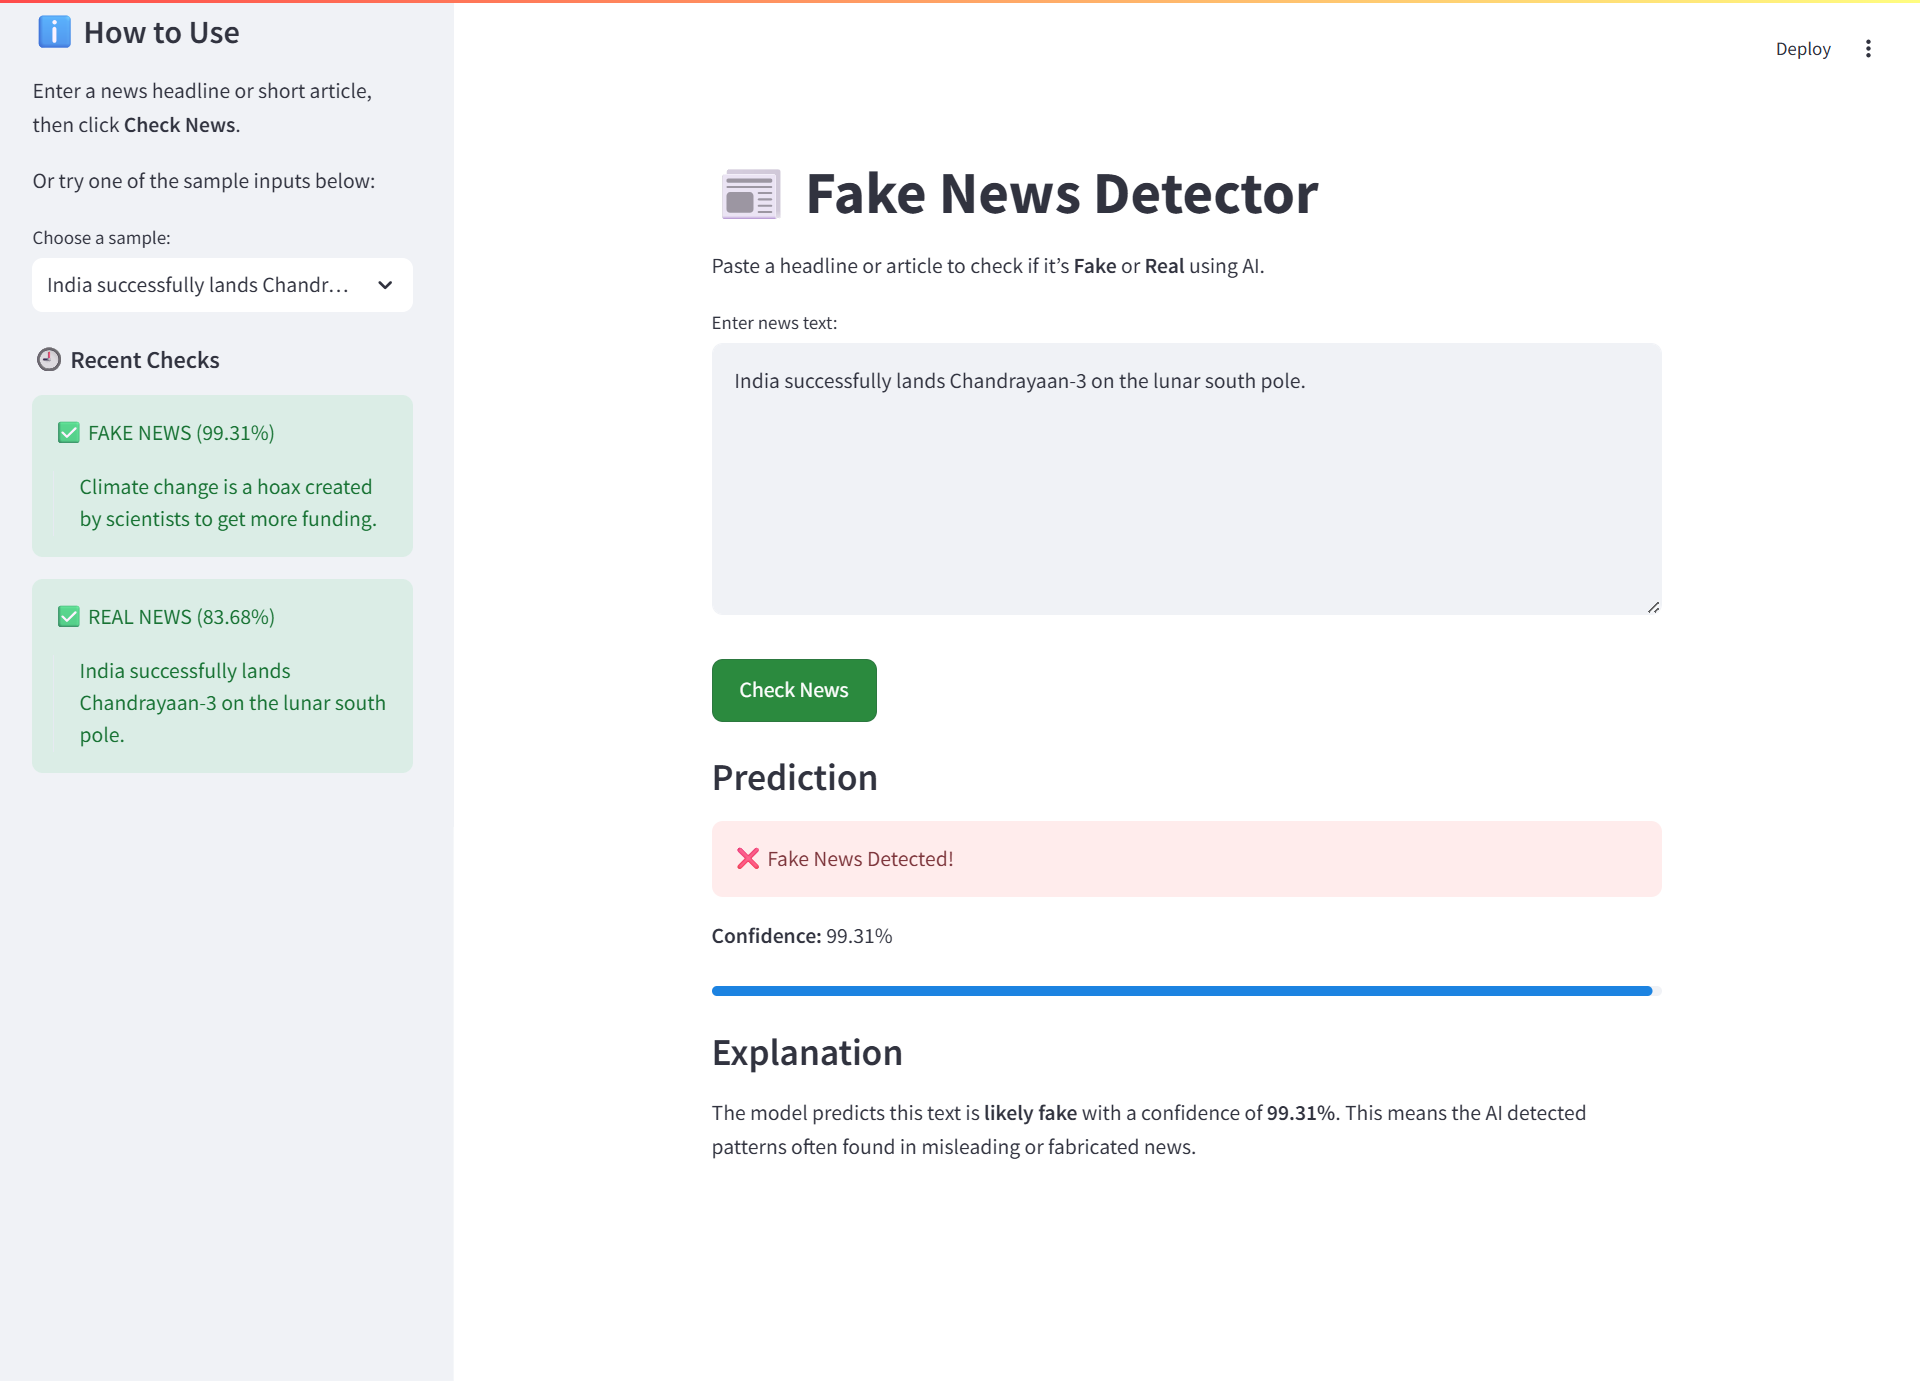 How to Use
Enter a news headline or short article,
then click Check News.
Or try one of the sample inputs below:
Choose a sample:
India successfully lands Chandr...
Recent Checks
FAKE NEWS (99.31%)
Climate change is a hoax created
by scientists to get more funding.
REAL NEWS (83.68%)
India successfully lands
Chandrayaan-3 on the lunar south
pole.
Deploy
Fake News Detector
Paste a headline or article to check if it’s Fake or Real using AI.
Enter news text:
India successfully lands Chandrayaan-3 on the lunar south pole.
Check News
Prediction
Fake News Detected!
Confidence: 99.31%
Explanation
The model predicts this text is likely fake with a confidence of 99.31%. This means the AI detected
patterns often found in misleading or fabricated news.